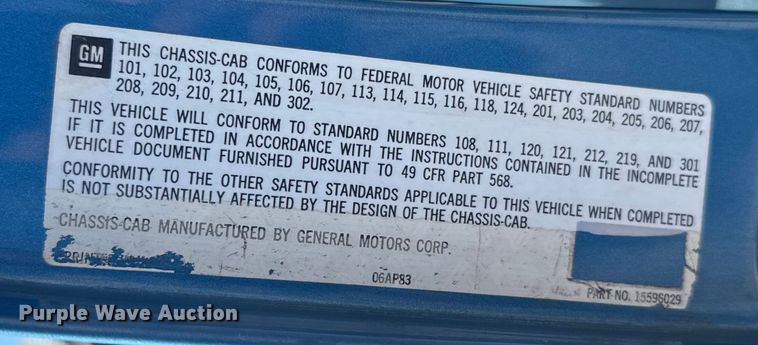 GM
THIS CHASSIS-CAB CONFORMS TO FEDERAL MOTOR VEHICLE SAFETY STANDARD NUMBERS
101, 102, 103, 104, 105, 106, 107, 113, 114, 115, 116, 118, 124, 201, 203, 204, 205, 206, 207,
208, 209, 210, 211, AND 302.
THIS VEHICLE WILL CONFORM TO STANDARD NUMBERS 108, 111, 120, 121, 212, 219, AND 301
IF IT IS COMPLETED IN ACCORDANCE WITH THE INSTRUCTIONS CONTAINED IN THE INCOMPLETE
VEHICLE DOCUMENT FURNISHED PURSUANT TO 49 CFR PART 568.
CONFORMITY TO THE OTHER SAFETY STANDARDS APPLICABLE TO THIS VEHICLE WHEN COMPLETED
IS NOT SUBSTANTIALLY AFFECTED BY THE DESIGN OF THE CHASSIS-CAB.
CHASSIS-CAB MANUFACTURED BY GENERAL MOTORS CORP.
06AP83
PART NO. 15596029
Purple Wave Auction